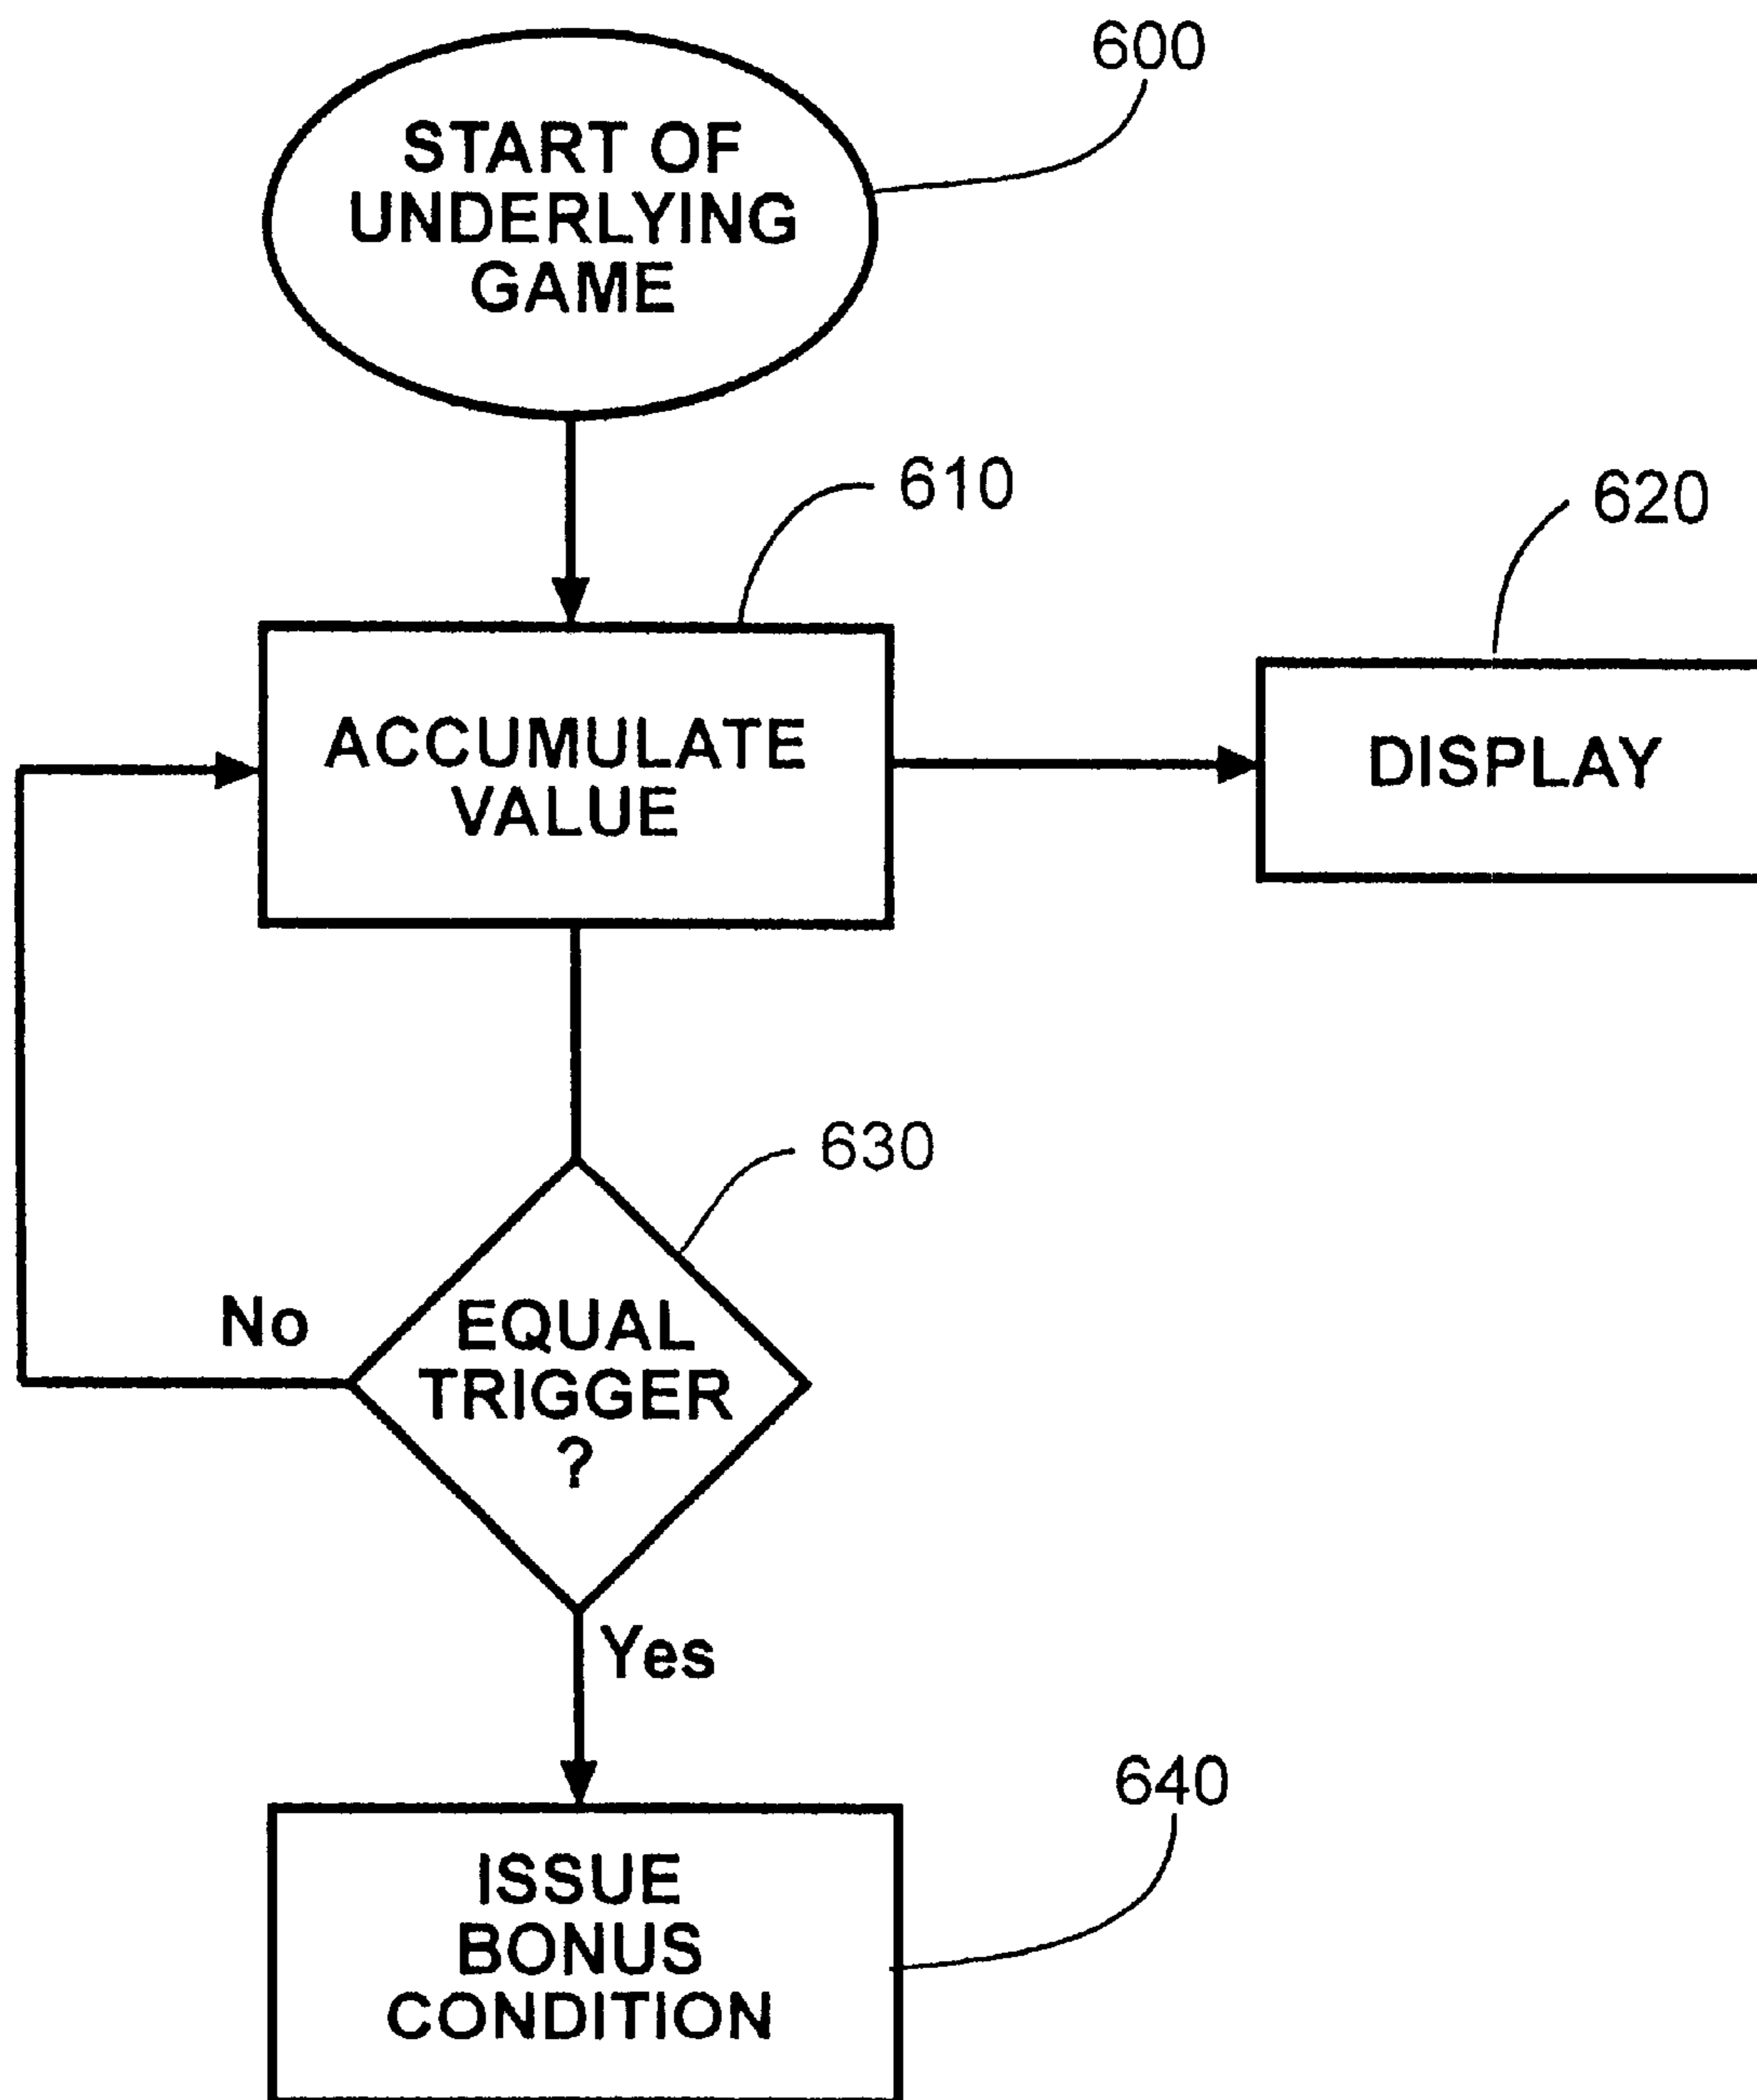 600
START OF
UNDERLYING
GAME
610
620
ACCUMULATE
VALUE
DISPLAY
630
No
EQUAL
TRIGGER
?
Yes
640
ISSUE
BONUS
CONDITION